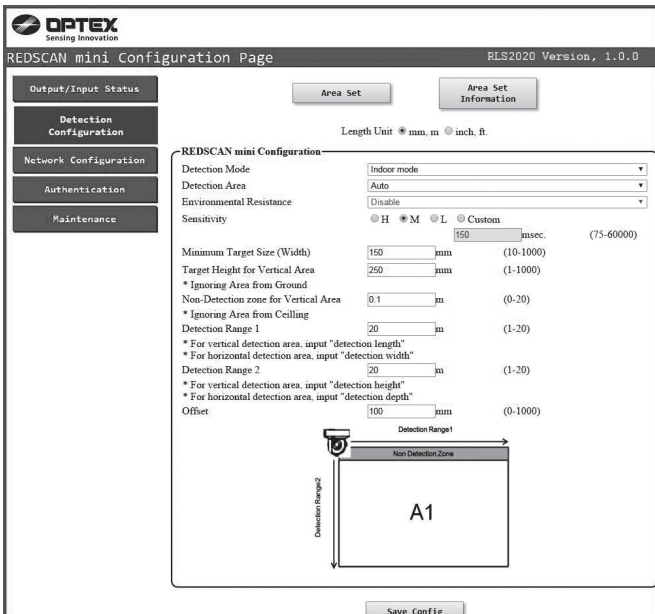 OPTEX
Sensing Innovation
REDSCAN mini Configuration Page
RLS2020 Version, 1.0.0
Output/Input Status
Detection
Configuration
Network Configuration
Authentication
Maintenance
Area Set
Area Set
Information
Length Unit mm, m inch, ft.
REDSCAN mini Configuration
Detection Mode Indoor mode
Detection Area Auto
Environmental Resistance Disable
Sensitivity H M L Custom
150 msec. (75-60000)
Minimum Target Size (Width) 150 mm (10-1000)
Target Height for Vertical Area 250 mm (1-1000)
* Ignoring Area from Ground
Non-Detection zone for Vertical Area 0.1 m (0-20)
* Ignoring Area from Ceilling
Detection Range 1 20 m (1-20)
* For vertical detection area, input "detection length"
* For horizontal detection area, input "detection width"
Detection Range 2 20 m (1-20)
* For vertical detection area, input "detection height"
* For horizontal detection area, input "detection depth"
Offset 100 mm (0-1000)
Detection Range1
Non Detection Zone
Detection Range2
A1
Save Config